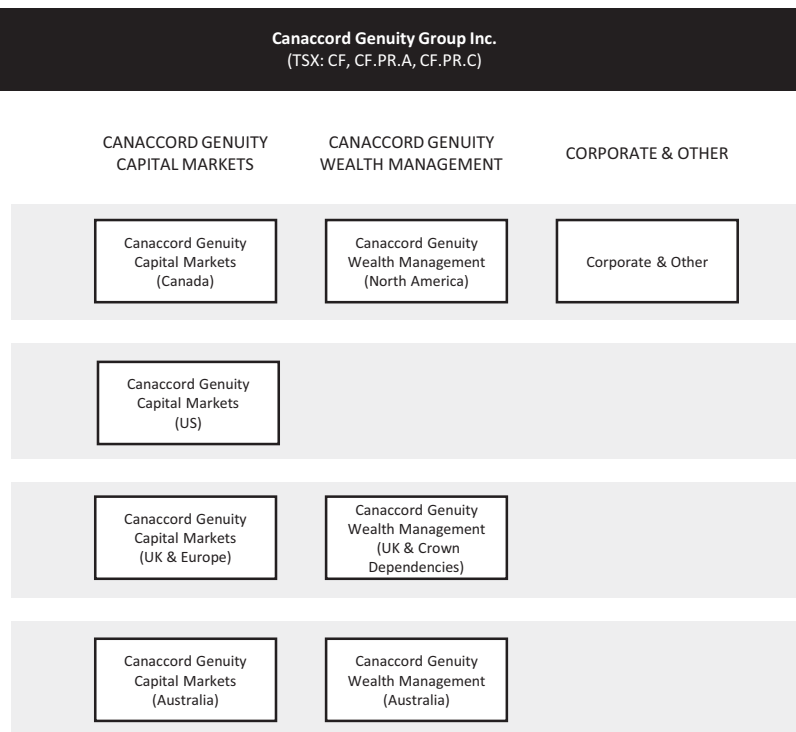 Canaccord Genuity Group Inc.
(TSX: CF, CF.PR.A, CF.PR.C)
CANACCORD GENUITY
CAPITAL MARKETS
CANACCORD GENUITY
WEALTH MANAGEMENT
CORPORATE & OTHER
Canaccord Genuity
Capital Markets
(Canada)
Canaccord Genuity
Wealth Management
(North America)
Corporate & Other
Canaccord Genuity
Capital Markets
(US)
Canaccord Genuity
Capital Markets
(UK & Europe)
Canaccord Genuity
Wealth Management
(UK & Crown
Dependencies)
Canaccord Genuity
Capital Markets
(Australia)
Canaccord Genuity
Wealth Management
(Australia)